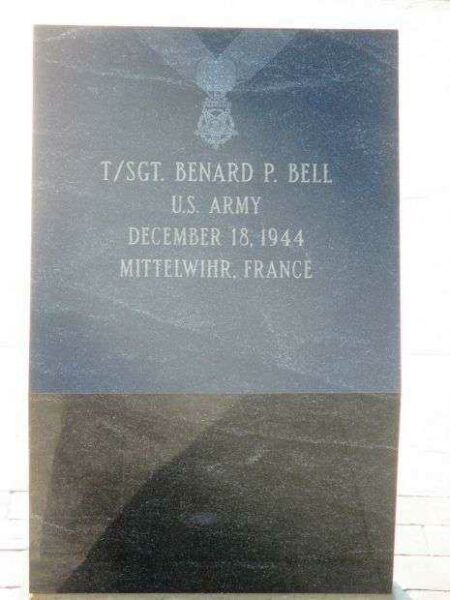 T/SGT. BENARD P. BELL
U.S. ARMY
DECEMBER 18, 1944
MITTELWIHR, FRANCE